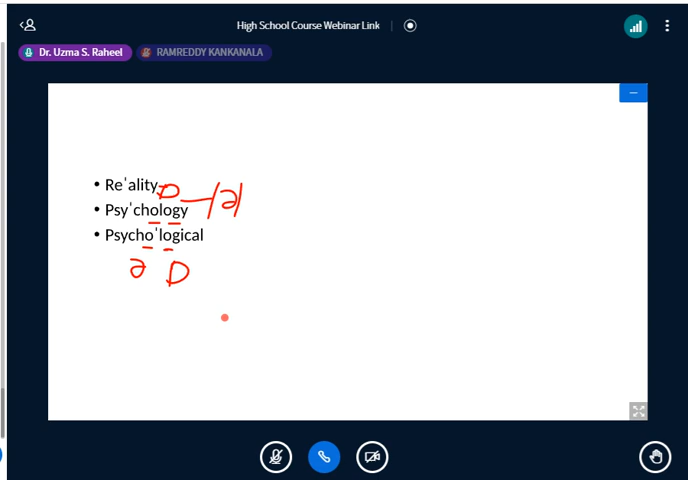 High School Course Webinar Link
Dr. Uzma S. Raheel
RAMREDDY KANKANALA
• Reˈality
• Psyˈchology
• Psychoˈlogical